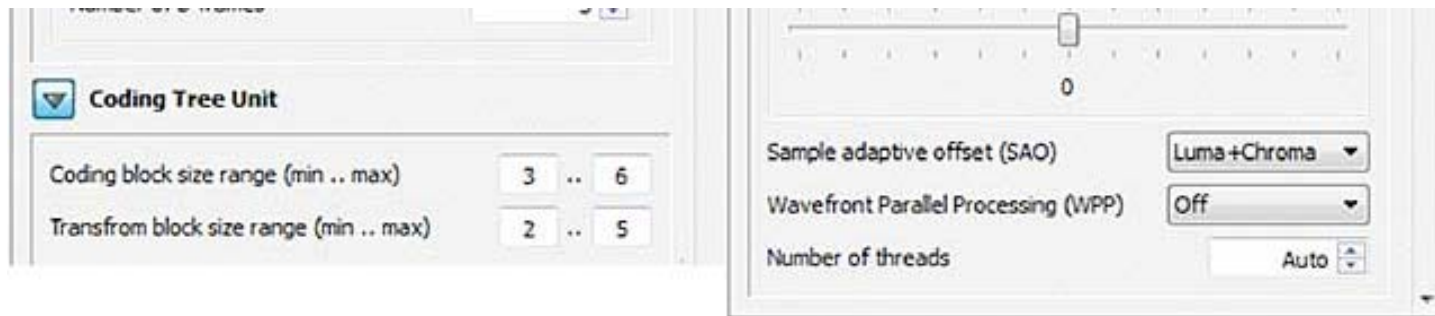 Coding Tree Unit
Coding block size range (min .. max) 3 .. 6
Transfrom block size range (min .. max) 2 .. 5
0
Sample adaptive offset (SAO) Luma+Chroma
Wavefront Parallel Processing (WPP) Off
Number of threads Auto